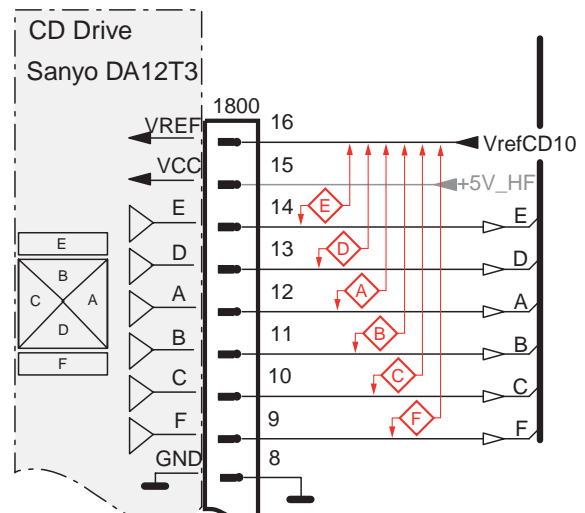 CD Drive
Sanyo DA12T3
1800
VREF
16
VrefCD10
VCC
15
+5V_HF
E
14
E
E
D
13
D
D
A
12
A
A
B
11
B
B
C
10
C
C
F
9
F
F
GND
8
E
B
C
A
D
F